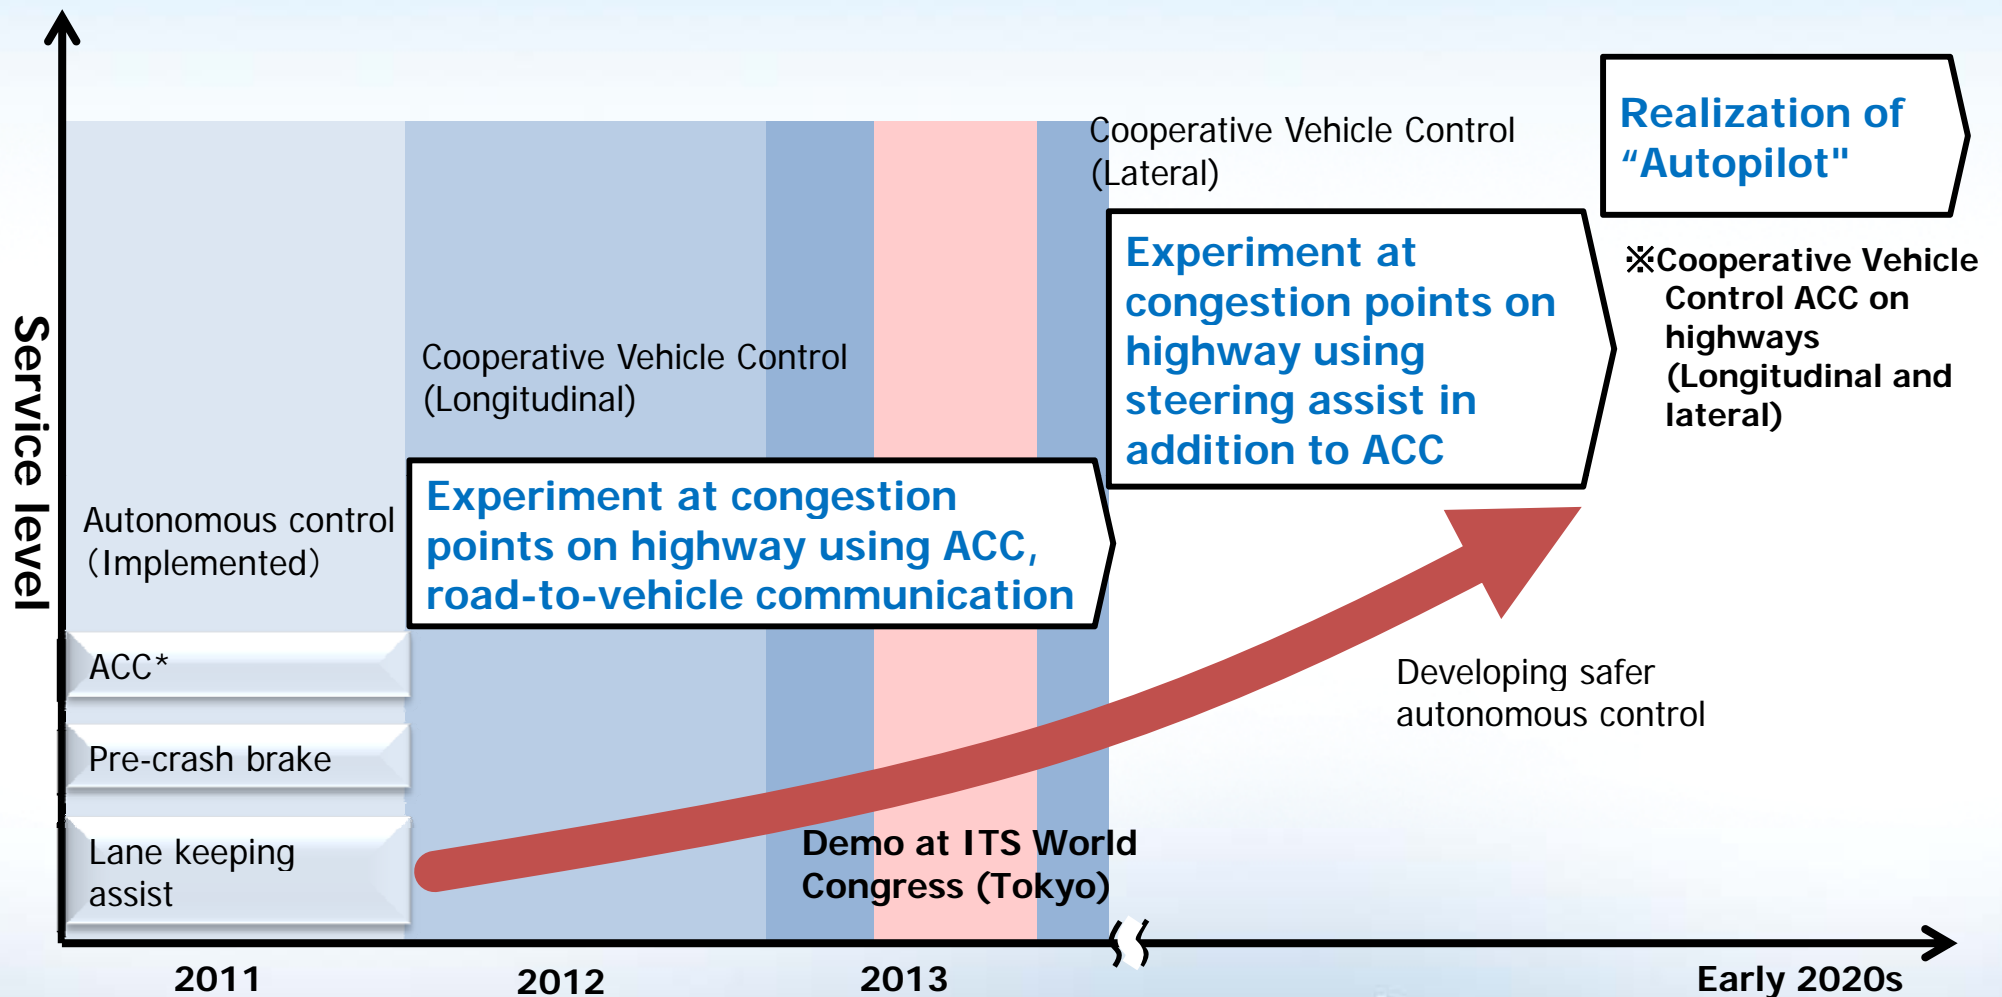 Service level
Autonomous control
（Implemented）
ACC*
Pre-crash brake
Lane keeping
assist
Cooperative Vehicle Control
(Longitudinal)
Experiment at congestion
points on highway using ACC,
road-to-vehicle communication
Cooperative Vehicle Control
(Lateral)
Experiment at
congestion points on
highway using
steering assist in
addition to ACC
Realization of
“Autopilot"
※Cooperative Vehicle
Control ACC on
highways
(Longitudinal and
lateral)
Developing safer
autonomous control
Demo at ITS World
Congress (Tokyo)
2011
2012
2013
Early 2020s